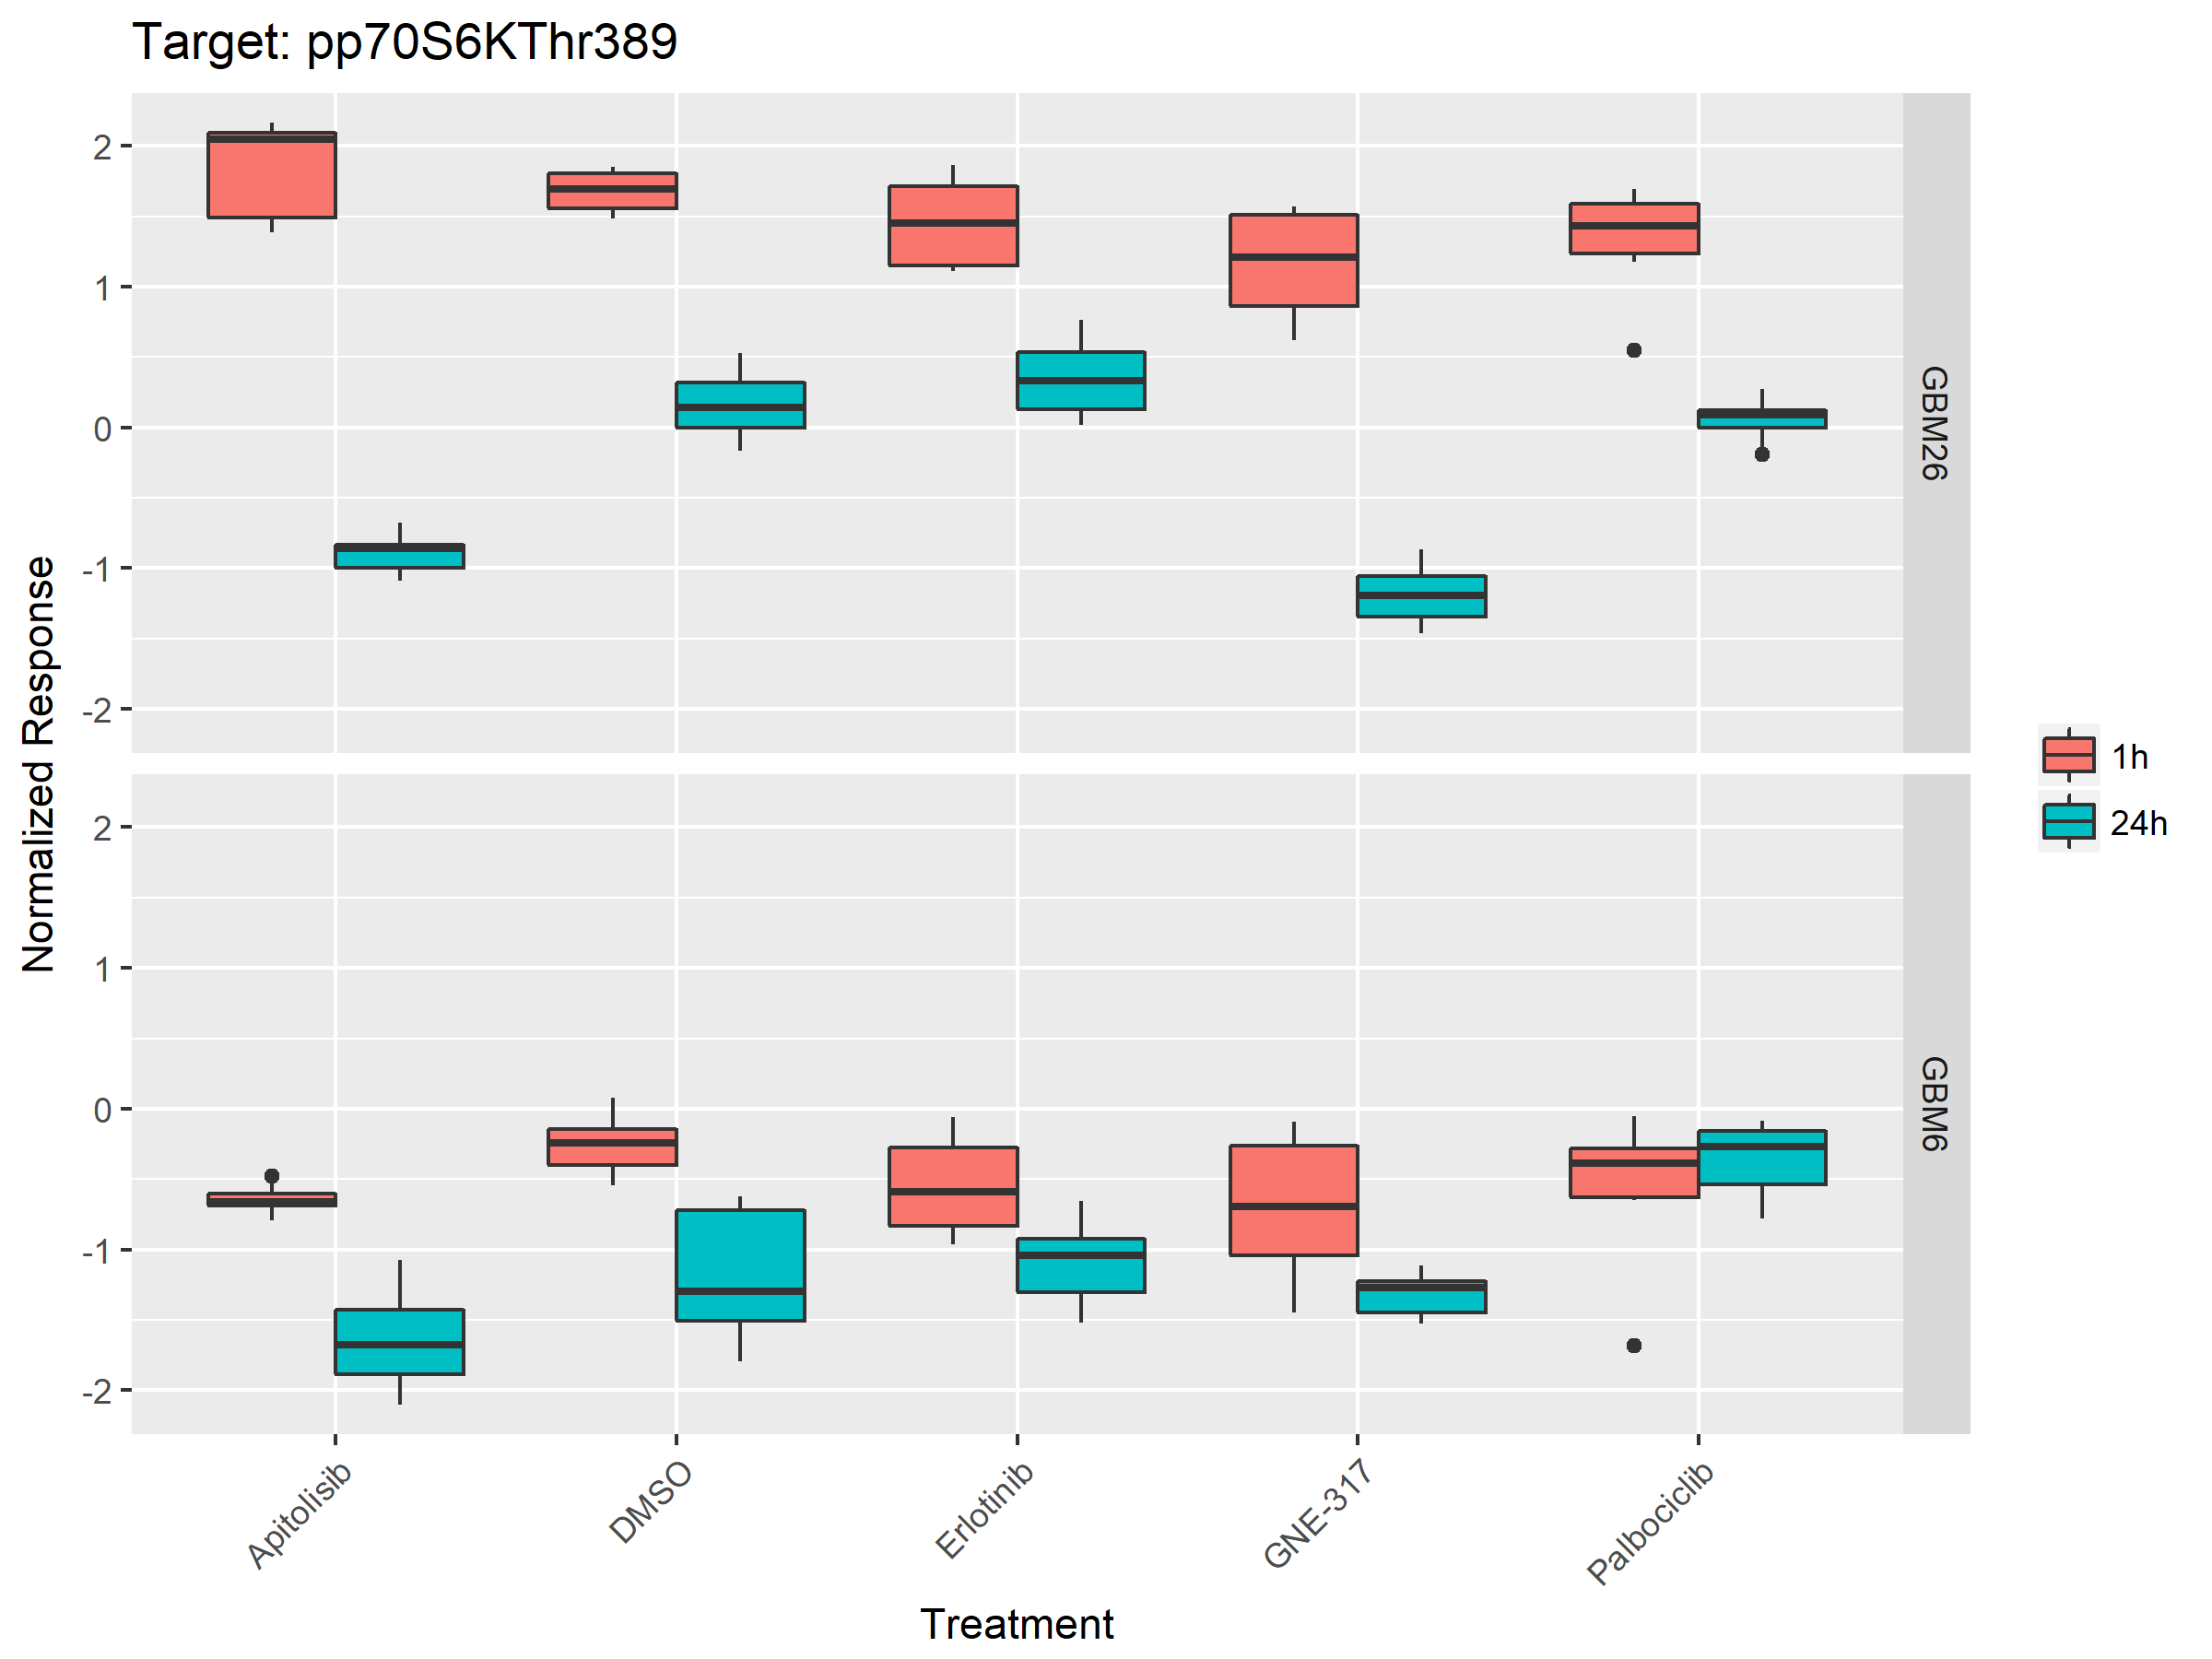 Target: pp70S6KThr389
Normalized Response
2
1
0
-1
-2
GBM26
2
1
0
-1
-2
GBM6
1h
24h
Apitolisib
DMSO
Erlotinib
GNE-317
Palbociclib
Treatment